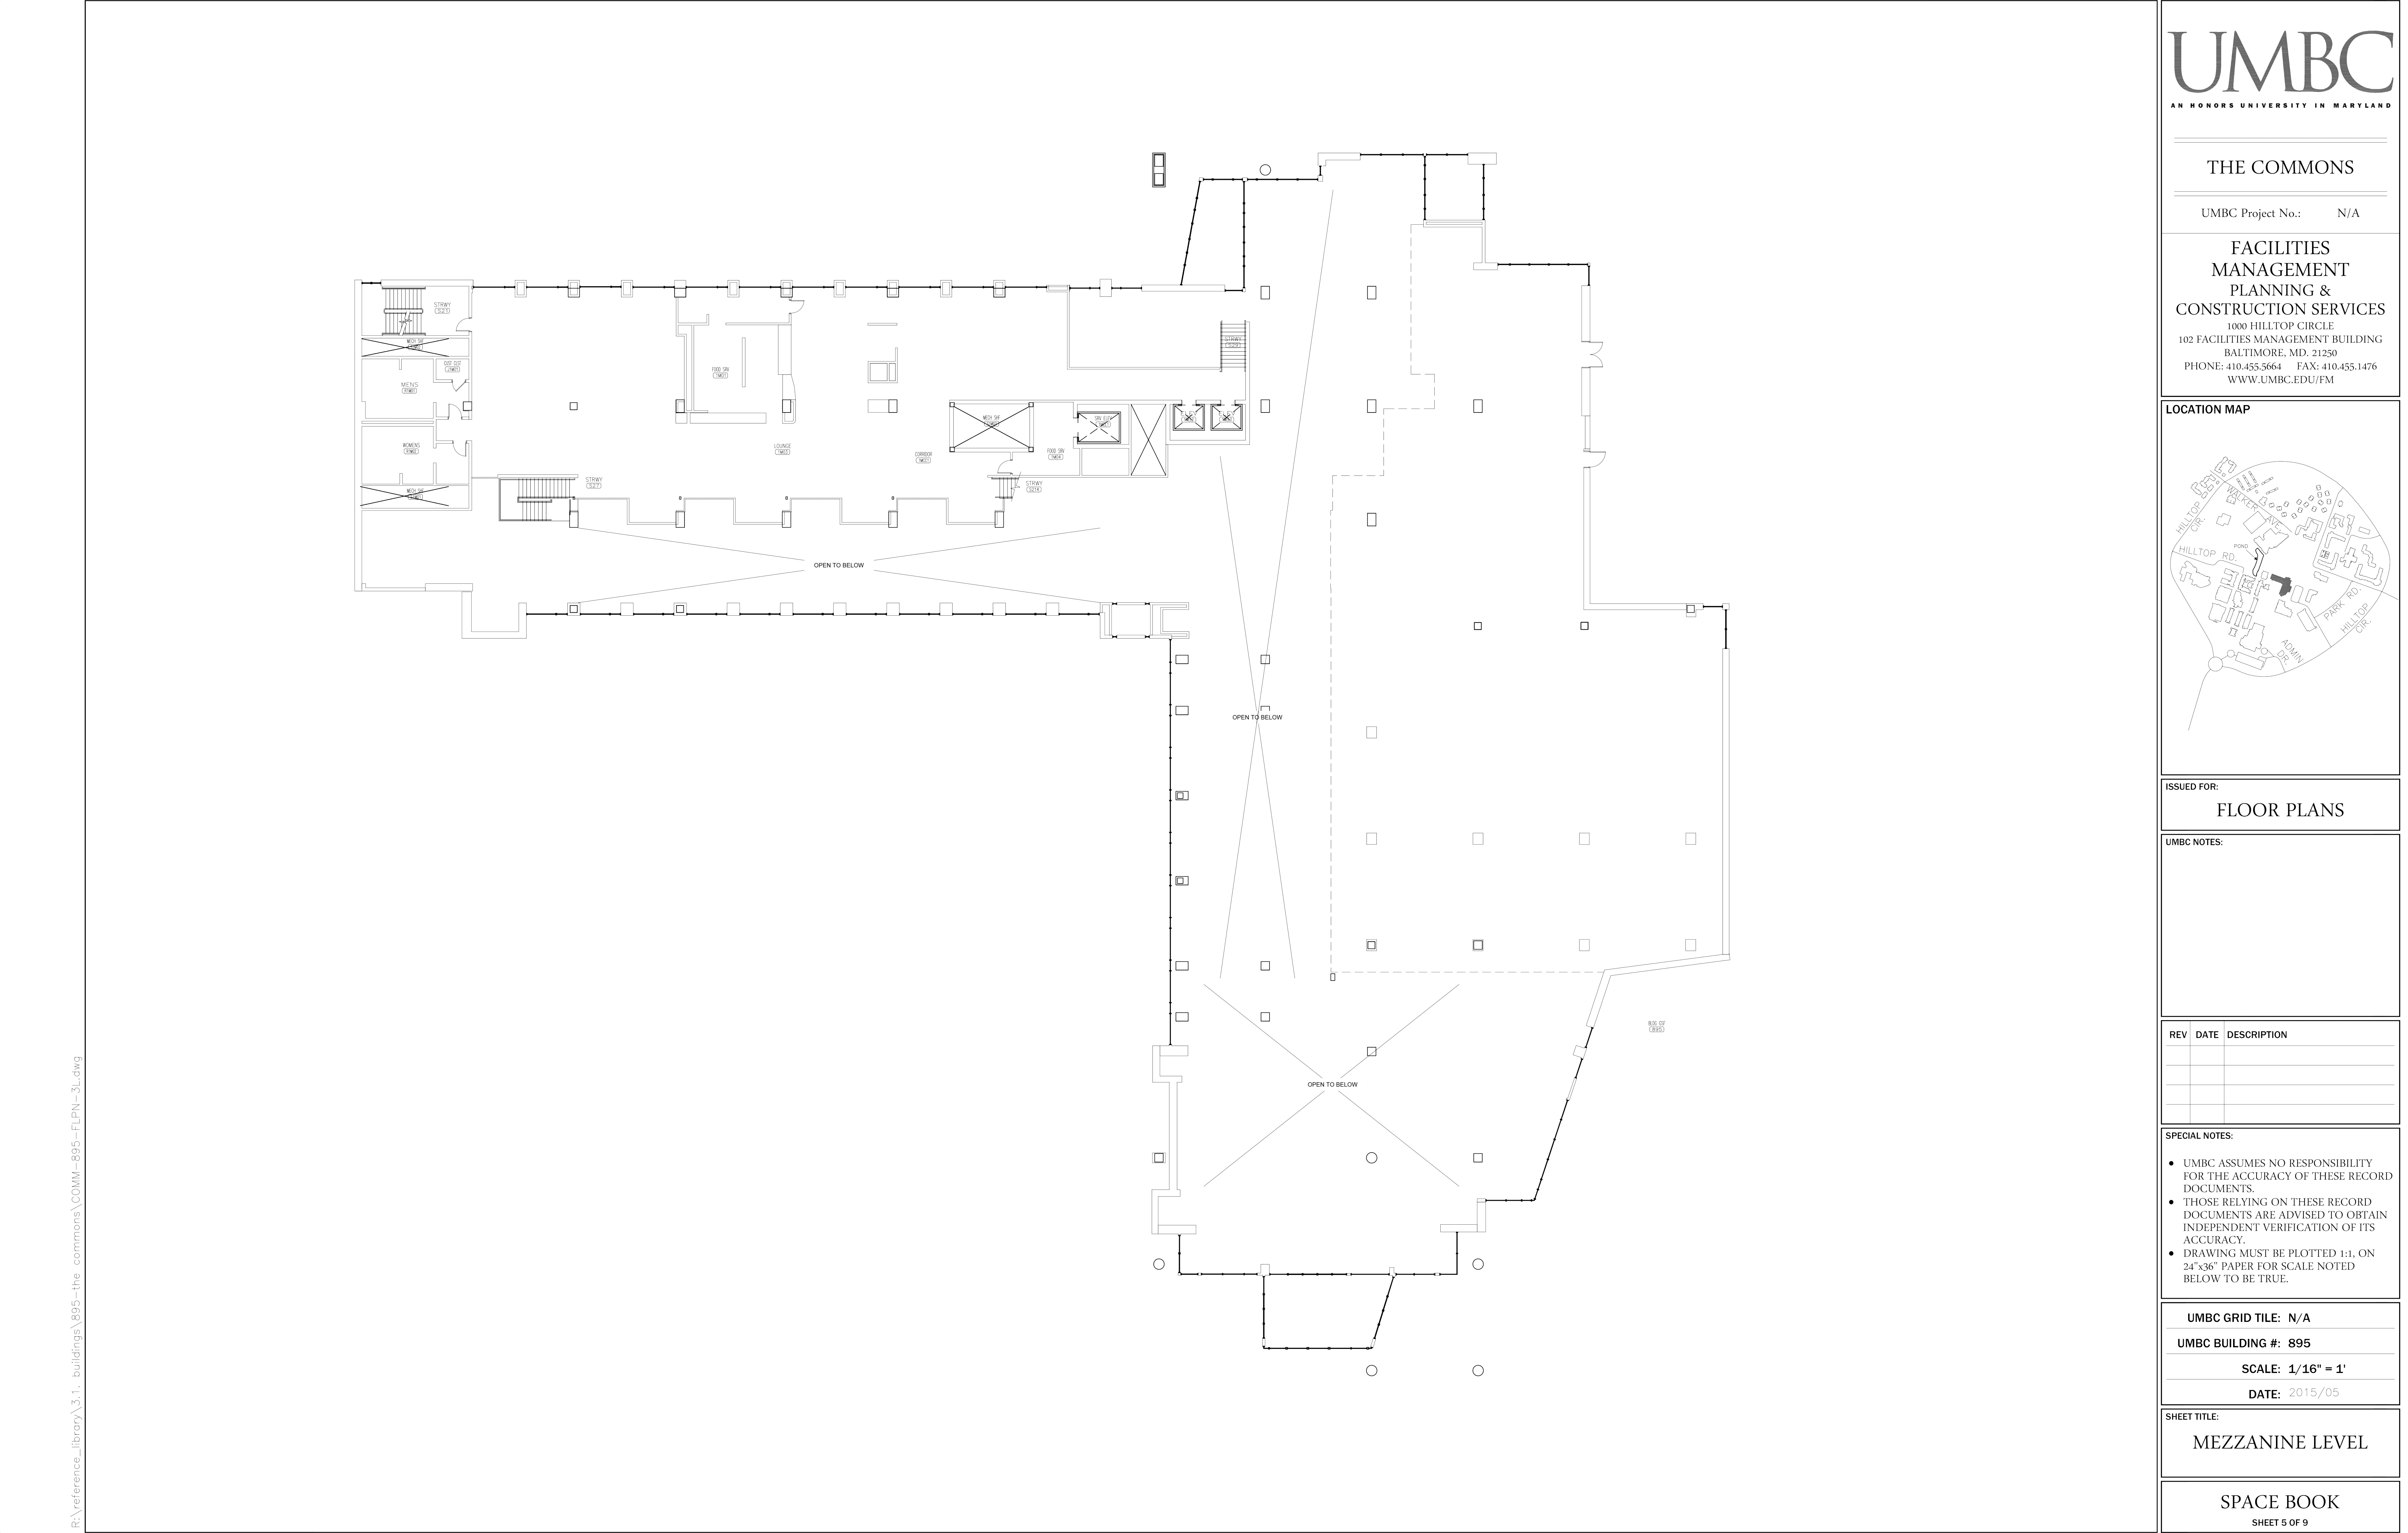 STRWY
S21
MECH SHF
CUST CLO
MENS
WOMENS
MECH SHF
STRWY
S27
FOOD SRV
LOUNGE
CORRIDOR
MECH SHF
FOOD SRV
SRV ELEV
STRWY
STRWY
OPEN TO BELOW
OPEN TO BELOW
OPEN TO BELOW
BLDG EGF
895
R:\reference_library\3.1. buildings\895-the commons\COMM-895-FLPN-3L.dwg
UMBC
AN HONORS UNIVERSITY IN MARYLAND
THE COMMONS
UMBC Project No.: N/A
FACILITIES
MANAGEMENT
PLANNING &
CONSTRUCTION SERVICES
1000 HILLTOP CIRCLE
102 FACILITIES MANAGEMENT BUILDING
BALTIMORE, MD. 21250
PHONE: 410.455.5664 FAX: 410.455.1476
WWW.UMBC.EDU/FM
LOCATION MAP
WALKER AVE.
HILLTOP
CIR.
HILLTOP RD.
POND
PARK RD.
HILLTOP
CIR.
ADMIN
DR.
ISSUED FOR:
FLOOR PLANS
UMBC NOTES:
REV DATE DESCRIPTION
SPECIAL NOTES:
● UMBC ASSUMES NO RESPONSIBILITY
FOR THE ACCURACY OF THESE RECORD
DOCUMENTS.
● THOSE RELYING ON THESE RECORD
DOCUMENTS ARE ADVISED TO OBTAIN
INDEPENDENT VERIFICATION OF ITS
ACCURACY.
● DRAWING MUST BE PLOTTED 1:1, ON
24"x36" PAPER FOR SCALE NOTED
BELOW TO BE TRUE.
UMBC GRID TILE: N/A
UMBC BUILDING #: 895
SCALE: 1/16" = 1'
DATE: 2015/05
SHEET TITLE:
MEZZANINE LEVEL
SPACE BOOK
SHEET 5 OF 9